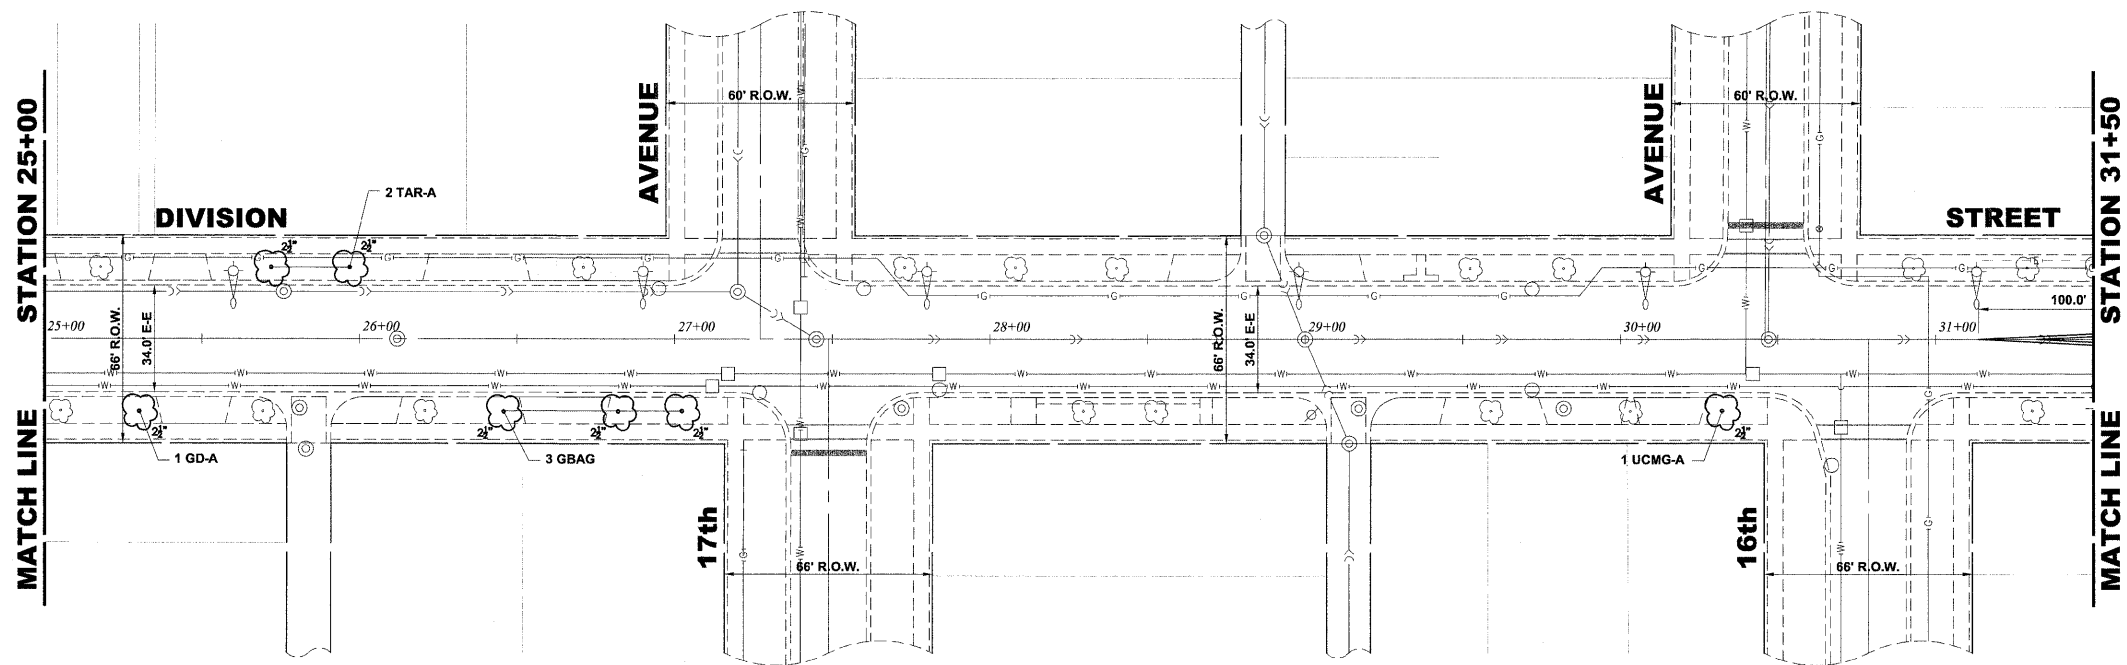 MATCH LINE STATION 25+00
DIVISION
2 TAR-A
AVENUE
60' R.O.W.
AVENUE
60' R.O.W.
STREET
MATCH LINE STATION 31+50
2½"
2½"
100.0'
25+00
26+00
27+00
28+00
29+00
30+00
31+00
66' R.O.W.
34.0' E-E
66' R.O.W.
34.0' E-E
2½"
2½"
2½"
2½"
2½"
1 GD-A
3 GBAG
1 UCMG-A
17th
66' R.O.W.
16th
66' R.O.W.